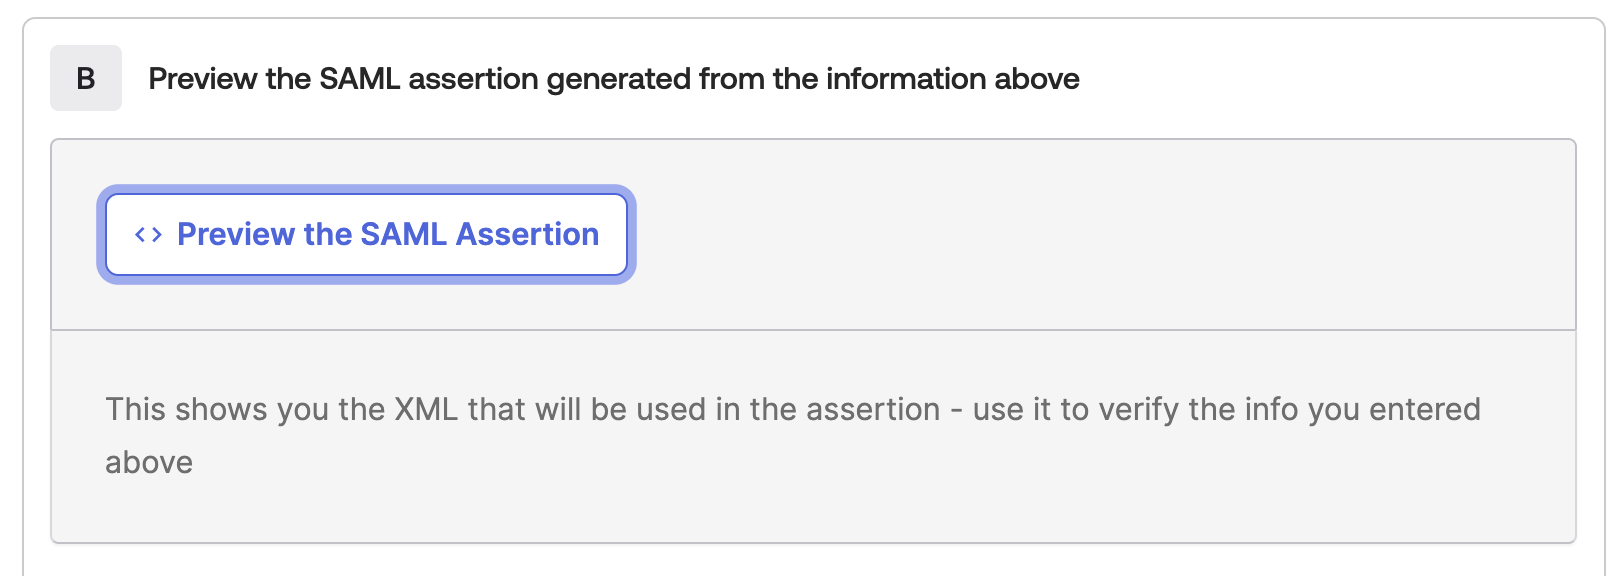 B
Preview the SAML assertion generated from the information above
<> Preview the SAML Assertion
This shows you the XML that will be used in the assertion - use it to verify the info you entered
above